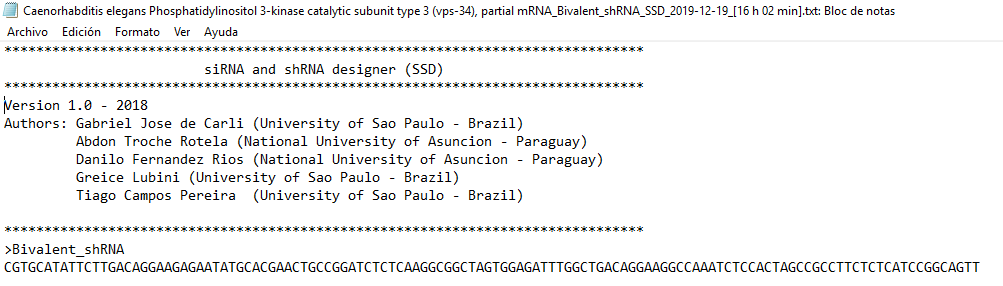 Caenorhabditis elegans Phosphatidylinositol 3-kinase catalytic subunit type 3 (vps-34), partial mRNA_Bivalent_shRNA_SSD_2019-12-19_[16 h 02 min].txt: Bloc de notas
Archivo Edición Formato Ver Ayuda
********************************************************************************
siRNA and shRNA designer (SSD)
********************************************************************************
Version 1.0 - 2018
Authors: Gabriel Jose de Carli (University of Sao Paulo - Brazil)
Abdon Troche Rotela (National University of Asuncion - Paraguay)
Danilo Fernandez Rios (National University of Asuncion - Paraguay)
Greice Lubini (University of Sao Paulo - Brazil)
Tiago Campos Pereira  (University of Sao Paulo - Brazil)
********************************************************************************
>Bivalent_shRNA
CGTGCATATTCTTGACAGGAAGAGAATATGCACGAACTGCCGGATCTCTCAAGGCGGCTAGTGGAGATTTGGCTGACAGGAAGGCCAAATCTCCACTAGCCGCCTTCTCTCATCCGGCAGTT